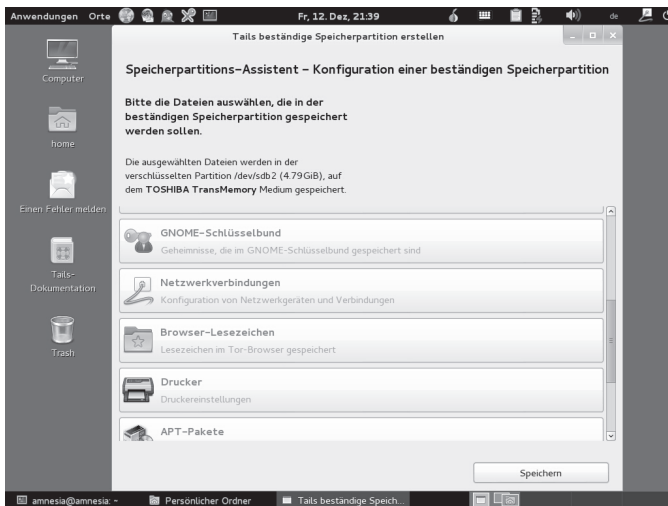 Anwendungen Orte
Fr, 12. Dez, 21:39
de
Tails beständige Speicherpartition erstellen
Computer
home
Einen Fehler melden
Tails-
Dokumentation
Trash
Speicherpartitions-Assistent – Konfiguration einer beständigen Speicherpartition
Bitte die Dateien auswählen, die in der
beständigen Speicherpartition gespeichert
werden sollen.
Die ausgewählten Dateien werden in der
verschlüsselten Partition /dev/sdb2 (4.79GiB), auf
dem TOSHIBA TransMemory Medium gespeichert.
GNOME-Schlüsselbund
Geheimnisse, die im GNOME-Schlüsselbund gespeichert sind
Netzwerkverbindungen
Konfiguration von Netzwerkgeräten und Verbindungen
Browser-Lesezeichen
Lesezeichen im Tor-Browser gespeichert
Drucker
Druckereinstellungen
APT-Pakete
Speichern
amnesia@amnesia: ~ Persönlicher Ordner Tails beständige Speich...